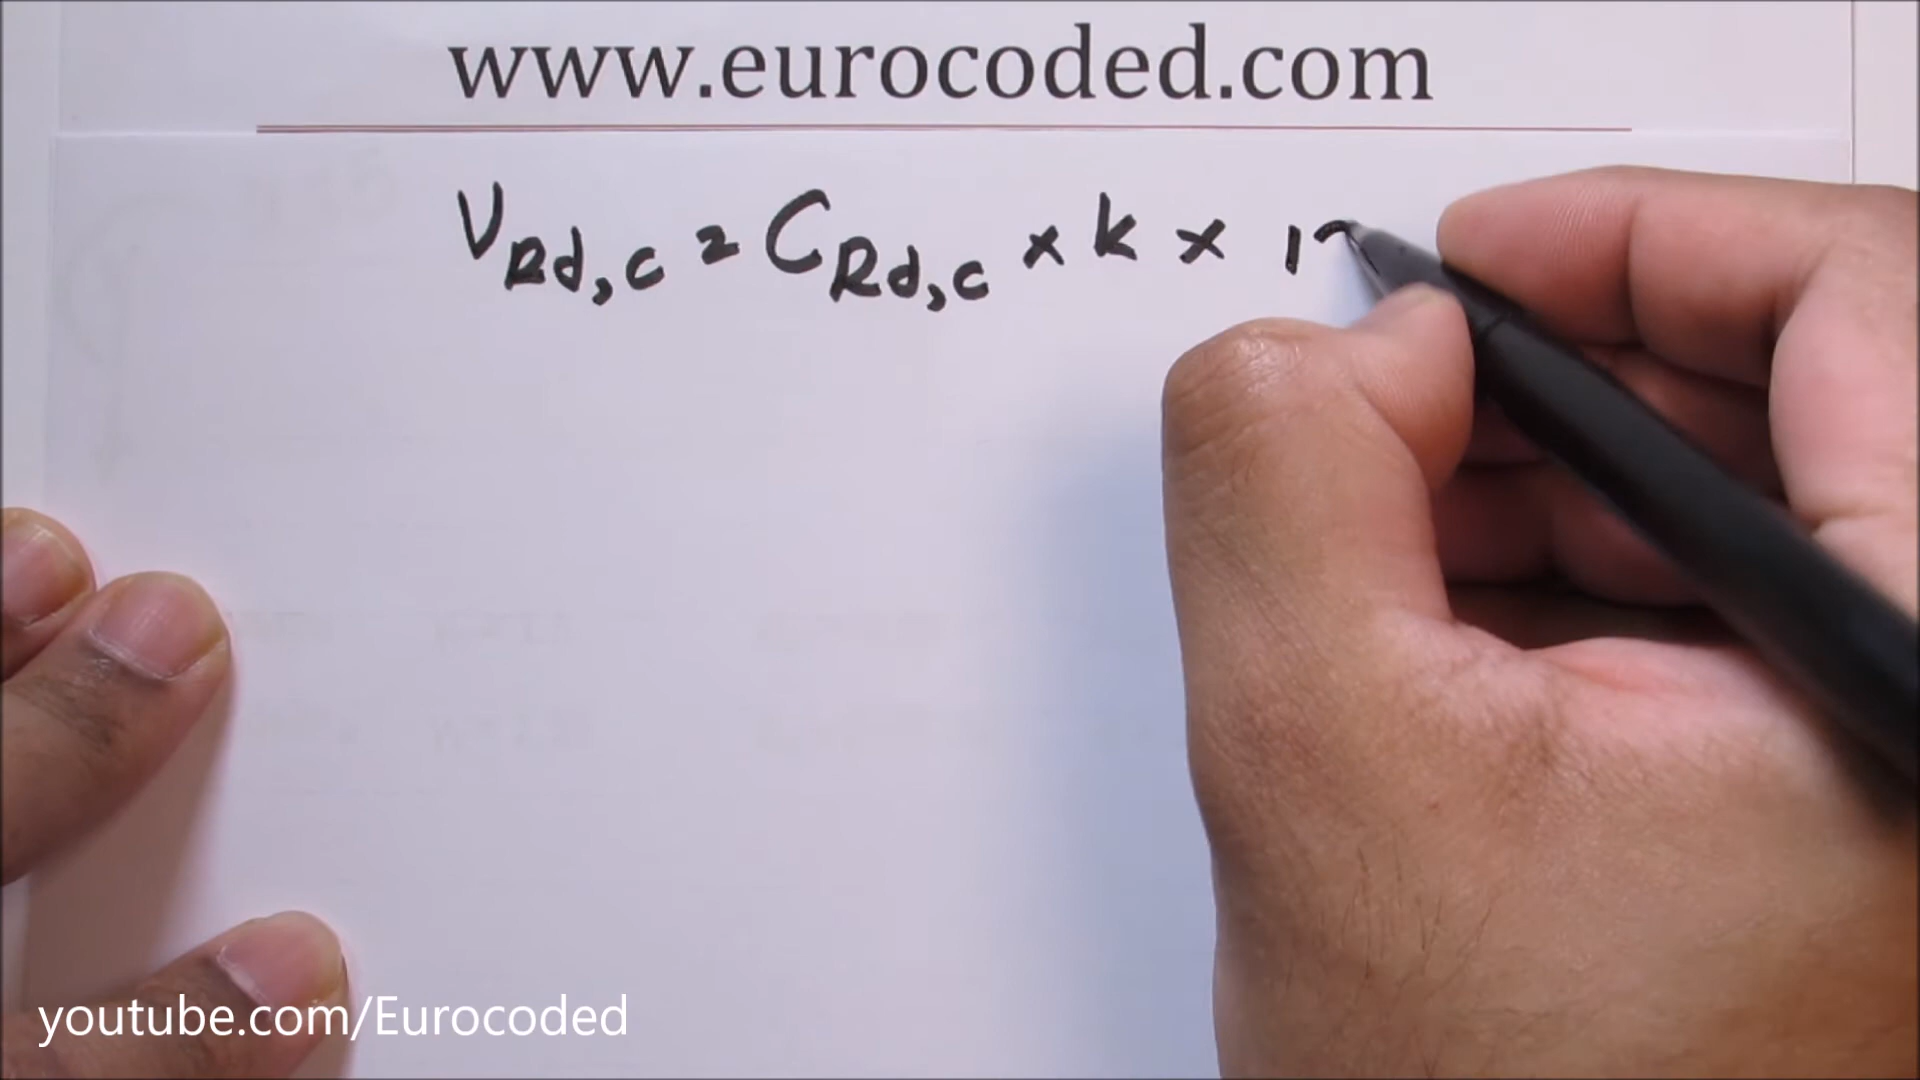 www.eurocoded.com
VRd,c = CRd,c × k × 1
youtube.com/Eurocoded